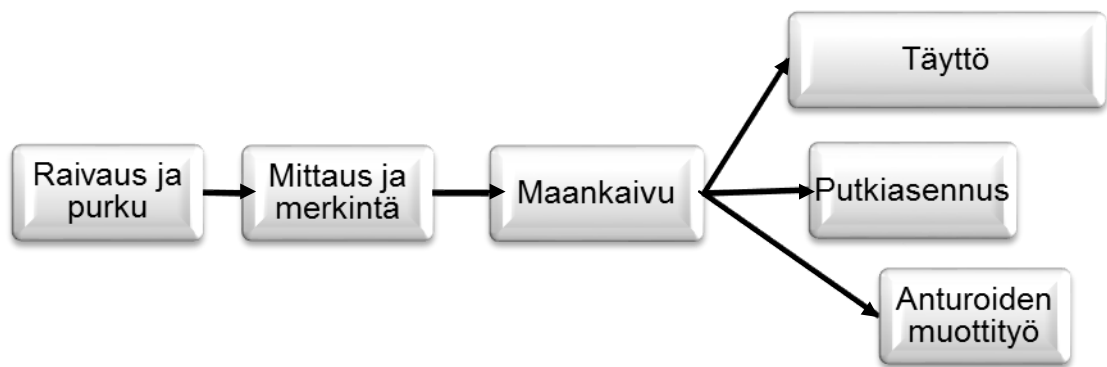 Raivaus ja
purku
Mittaus ja
merkintä
Maankaivu
Täyttö
Putkiasennus
Anturoiden
muottityö